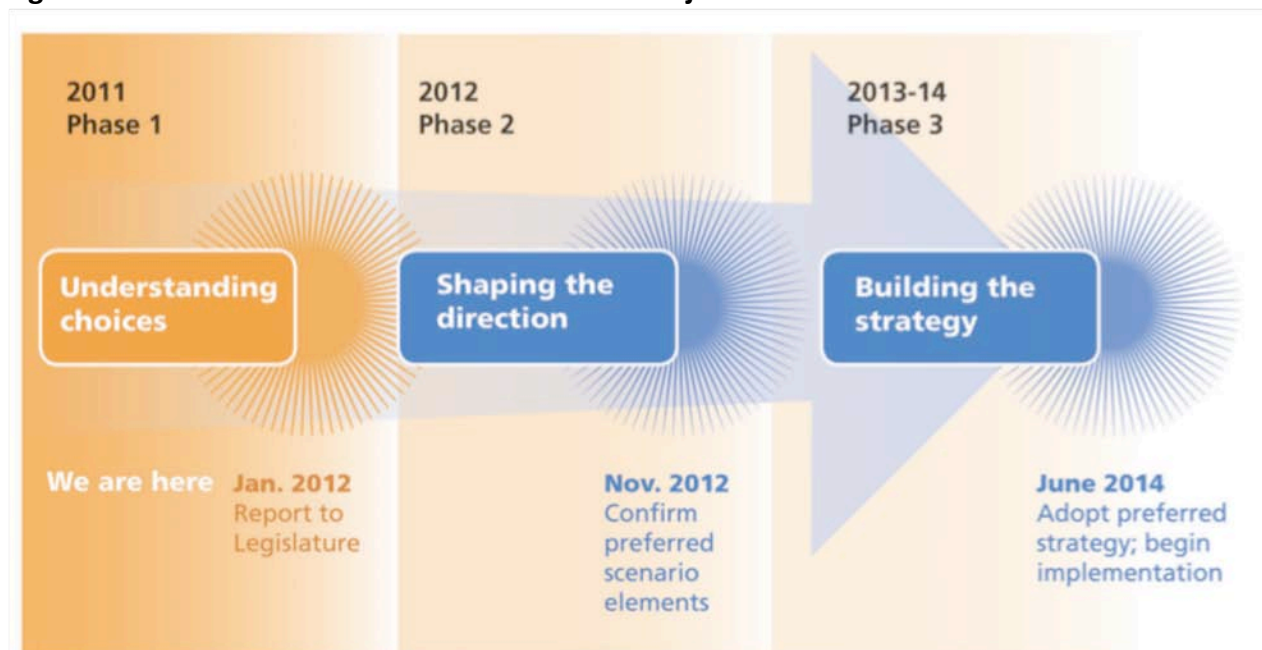 2011
Phase 1
2012
Phase 2
2013-14
Phase 3
Understanding
choices
Shaping the
direction
Building the
strategy
We are here
Jan. 2012
Report to
Legislature
Nov. 2012
Confirm
preferred
scenario
elements
June 2014
Adopt preferred
strategy; begin
implementation